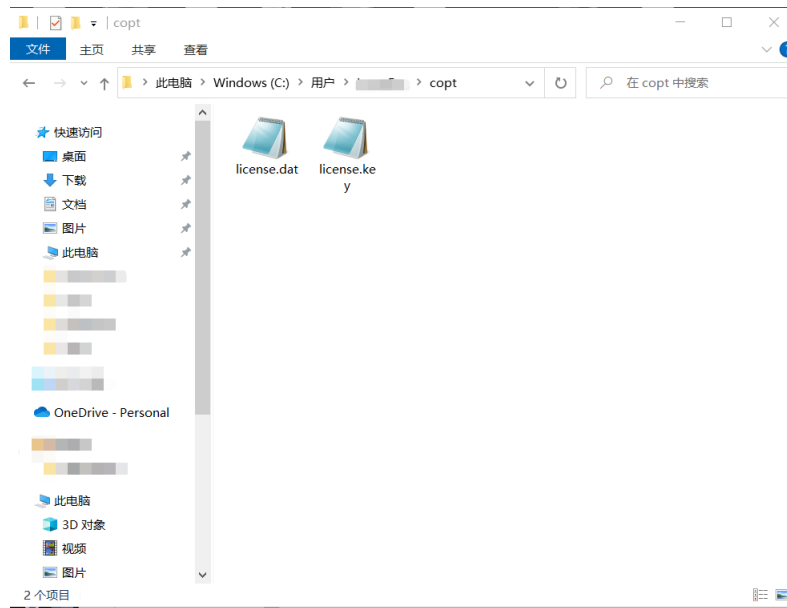 copt
文件 主页 共享 查看
此电脑 Windows (C:) 用户 copt 在 copt 中搜索
快速访问
桌面
下载
文档
图片
此电脑
OneDrive - Personal
此电脑
3D 对象
视频
图片
license.dat
license.ke
y
2 个项目